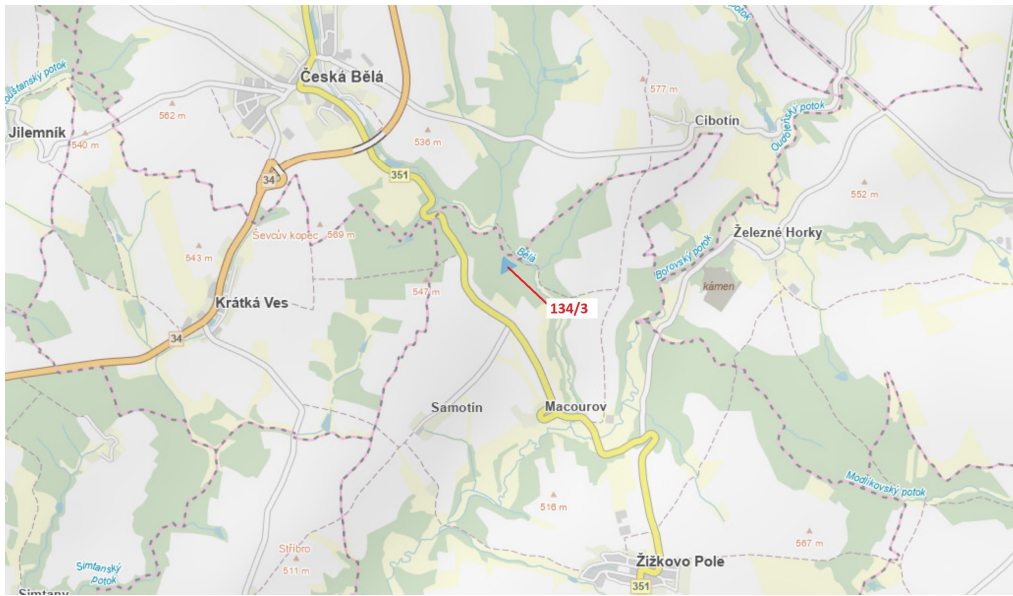 Česká Bělá
577 m
562 m
Cibotín
Oudoleňský potok
Jilemník
540 m
536 m
351
34
552 m
Ševcův kopec
569 m
Železné Horky
543 m
Bělá
Borovský potok
kámen
547 m
Krátká Ves
134/3
34
Samotín
Macourov
Modlíkovský potok
516 m
567 m
Stříbro
511 m
Žižkovo Pole
Simtanský
potok
351
Simtany